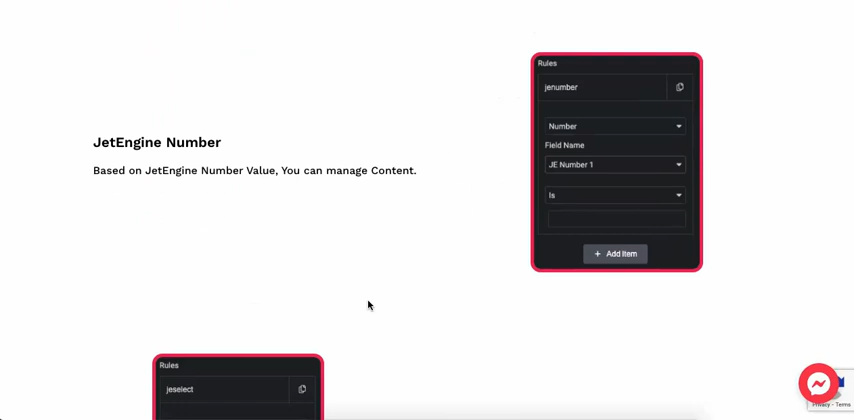 Rules
jenumber
Number
JetEngine Number
Field Name
Based on JetEngine Number Value, You can manage Content.
JE Number 1
Is
+ Add Item
Rules
jeselect
Privacy - Terms